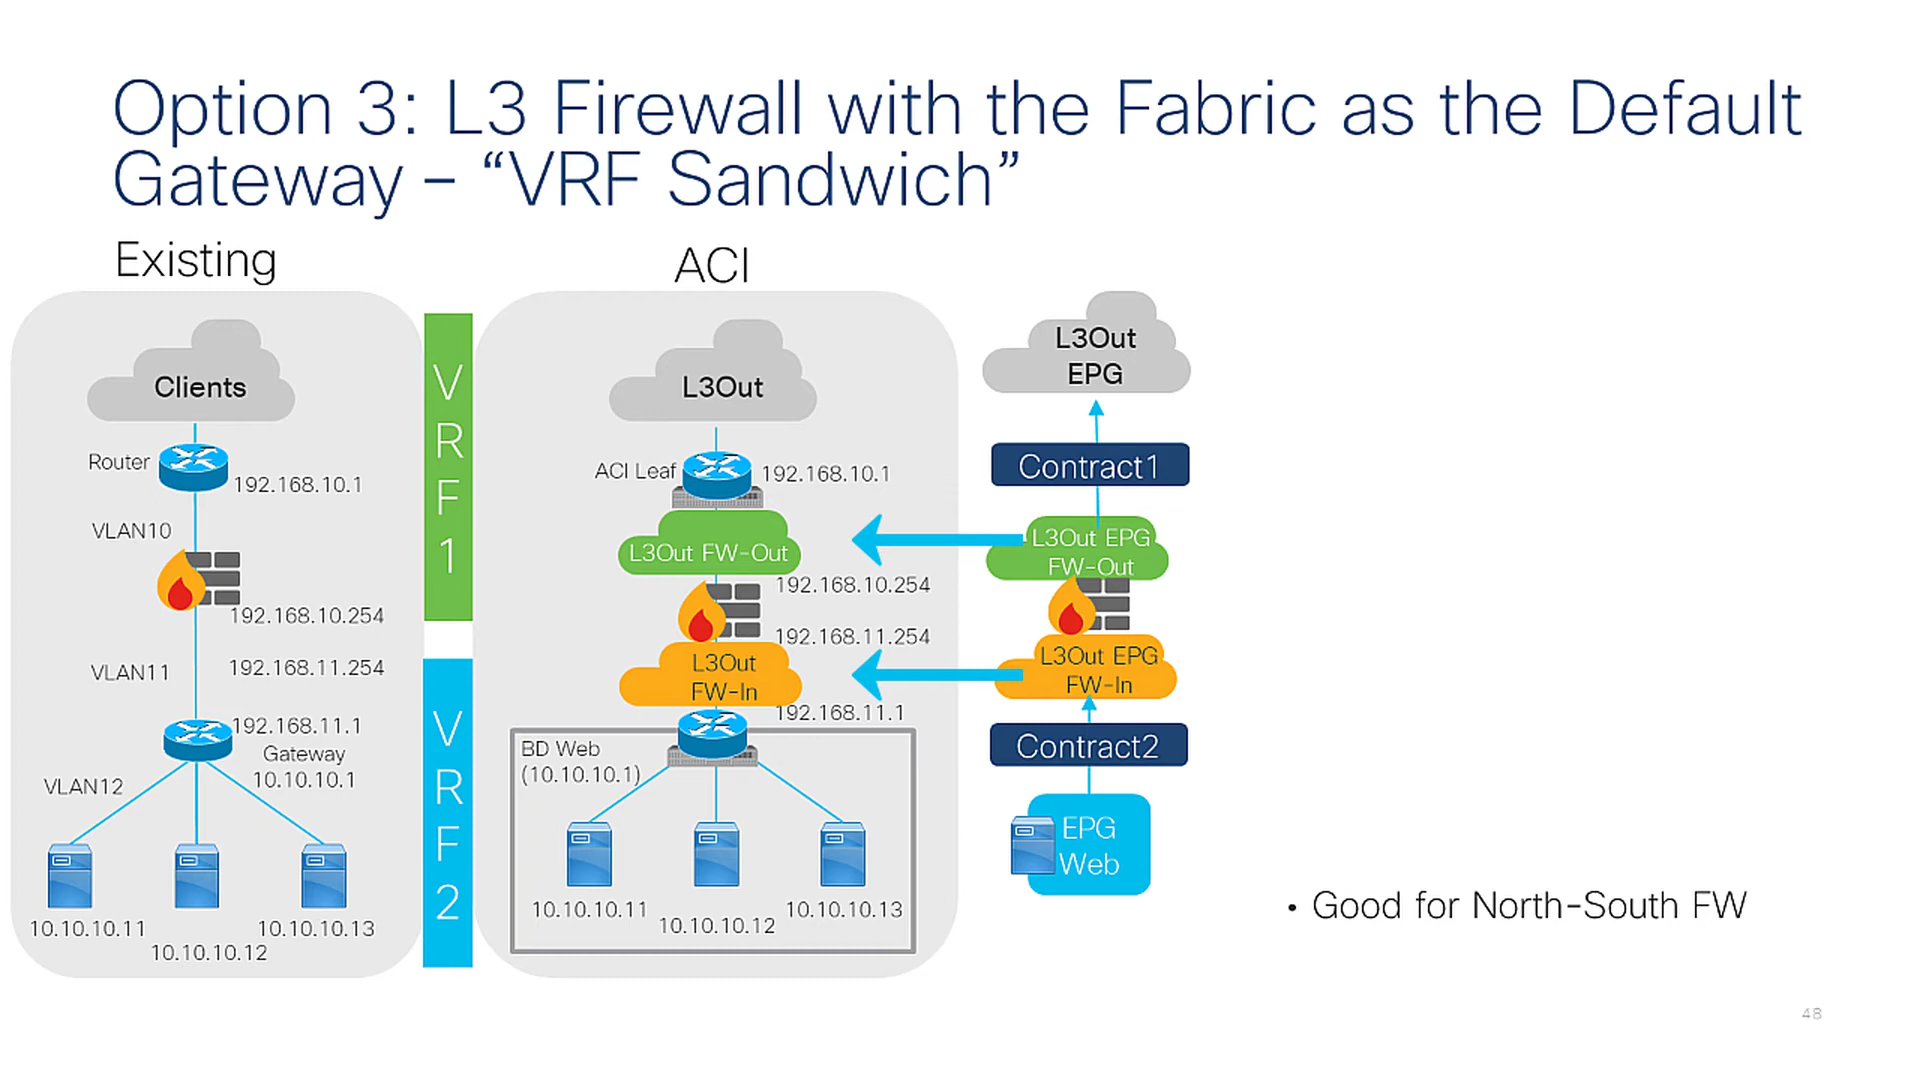 Option 3: L3 Firewall with the Fabric as the Default
Gateway – “VRF Sandwich”
Existing
Clients
Router
192.168.10.1
VLAN10
192.168.10.254
VLAN11
192.168.11.254
192.168.11.1
Gateway
10.10.10.1
VLAN12
10.10.10.11
10.10.10.12
10.10.10.13
V
R
F
1
V
R
F
2
ACI
L3Out
ACI Leaf
192.168.10.1
L3Out FW-Out
192.168.10.254
192.168.11.254
L3Out
FW-In
192.168.11.1
BD Web
(10.10.10.1)
10.10.10.11
10.10.10.12
10.10.10.13
L3Out
EPG
Contract1
L3Out EPG
FW-Out
L3Out EPG
FW-In
Contract2
EPG
Web
• Good for North-South FW
48